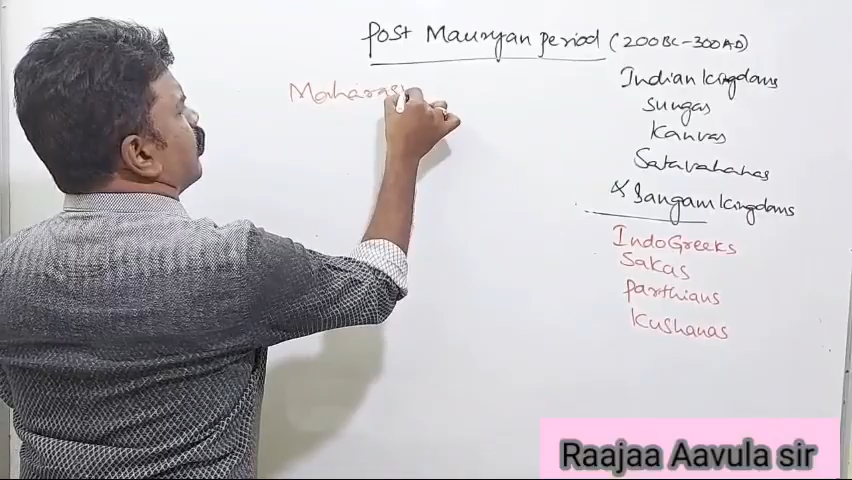 Post Mauryan period (200BC-300AD)
Maharas
Indian kingdoms
Sungas
Kanvas
Satavahanas
& Sangam kingdoms
IndoGreeks
Sakas
Parthians
Kushanas
Raajaa Aavula sir